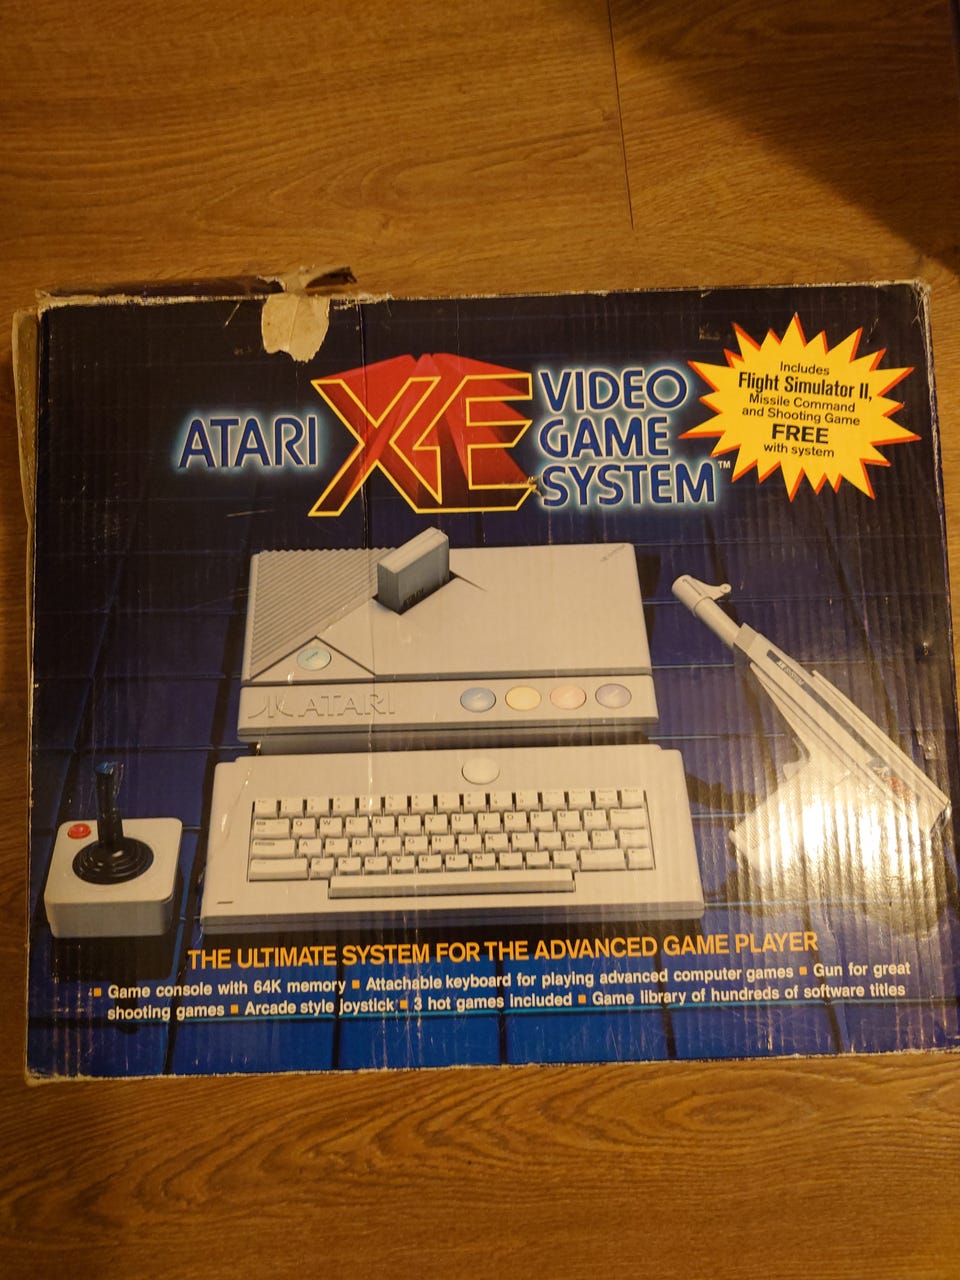 ATARI XE VIDEO
GAME
SYSTEM™
Includes
Flight Simulator II,
Missile Command
and Shooting Game
FREE
with system
XE SYSTEM
ATARI
ATARI
Q W E R T Y U I O P
A S D F G H J K L
Z X C V B N M
THE ULTIMATE SYSTEM FOR THE ADVANCED GAME PLAYER
▪ Game console with 64K memory ▪ Attachable keyboard for playing advanced computer games ▪ Gun for great
shooting games ▪ Arcade style joystick ▪ 3 hot games included ▪ Game library of hundreds of software titles